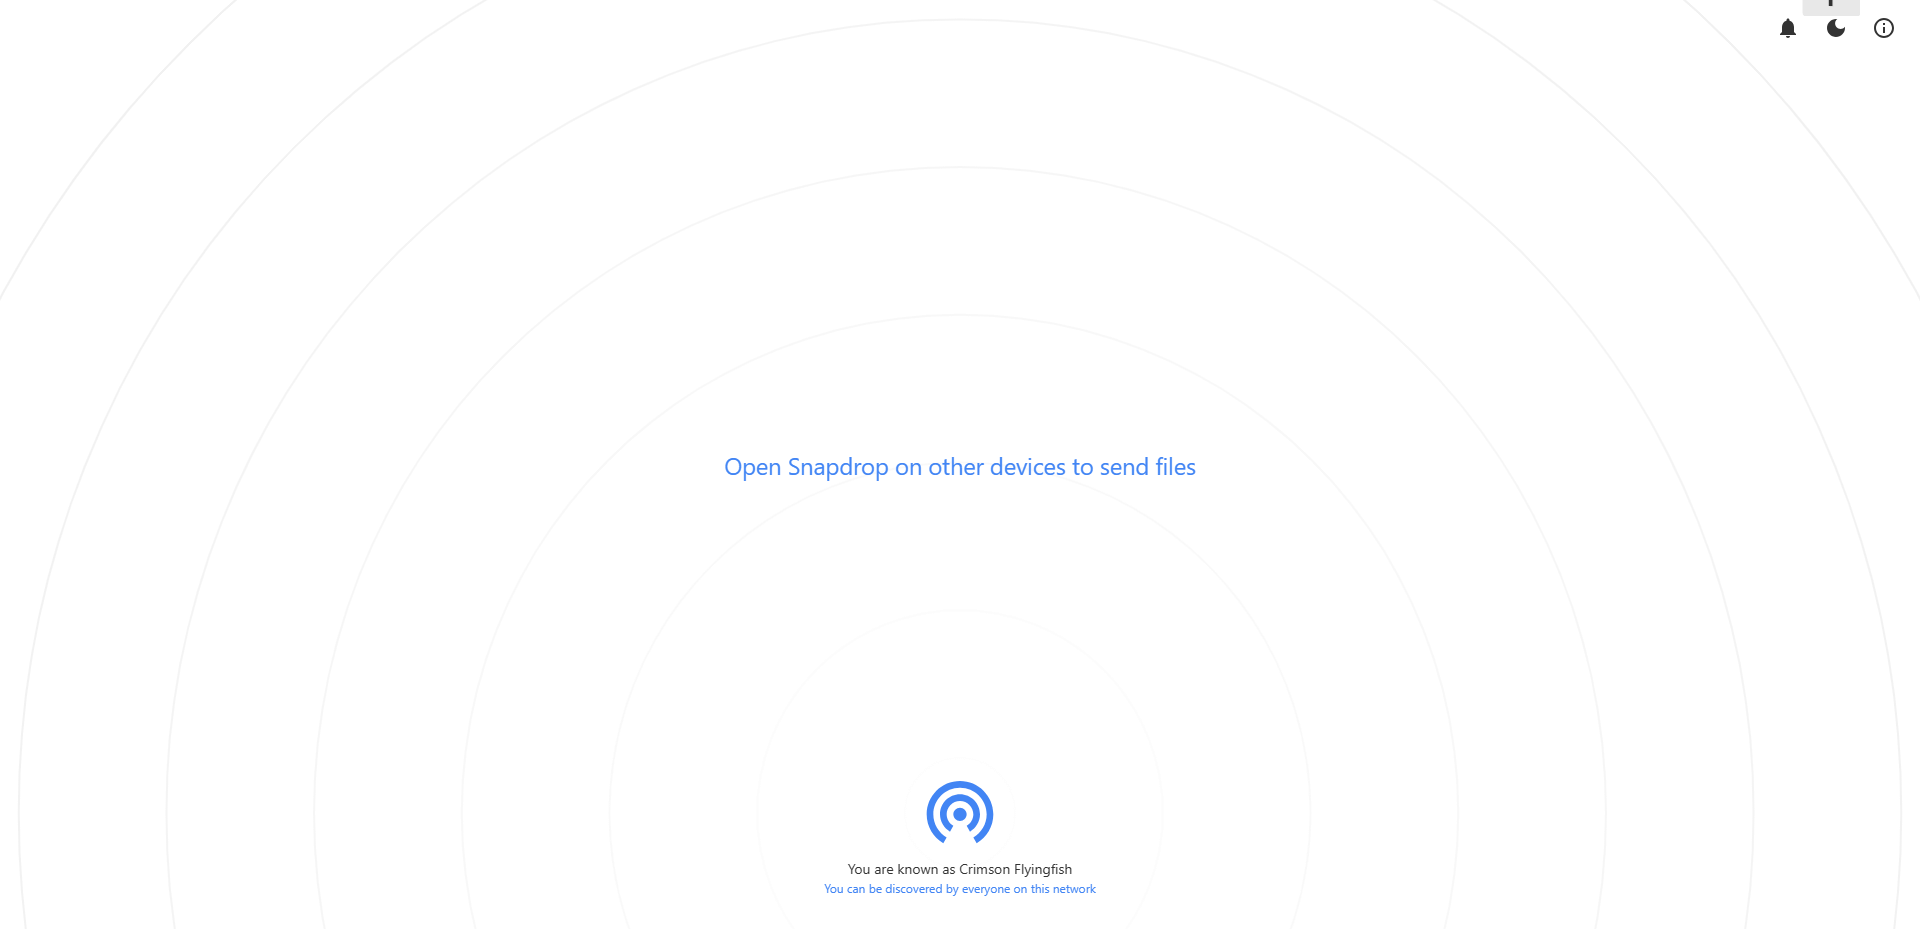 Open Snapdrop on other devices to send files
You are known as Crimson Flyingfish
You can be discovered by everyone on this network